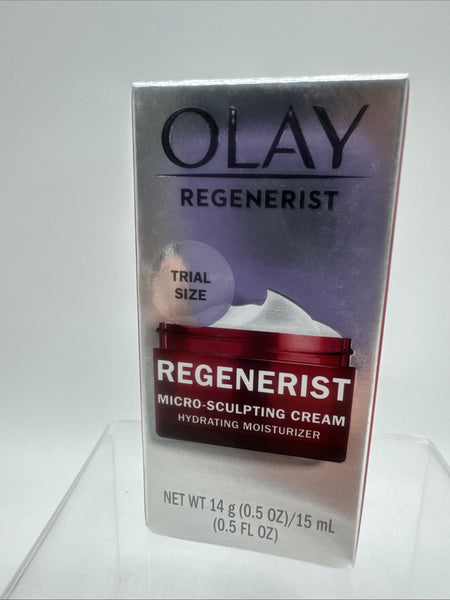 OLAY
REGENERIST
TRIAL
SIZE
REGENERIST
MICRO-SCULPTING CREAM
HYDRATING MOISTURIZER
NET WT 14 g (0.5 OZ)/15 mL
(0.5 FL OZ)